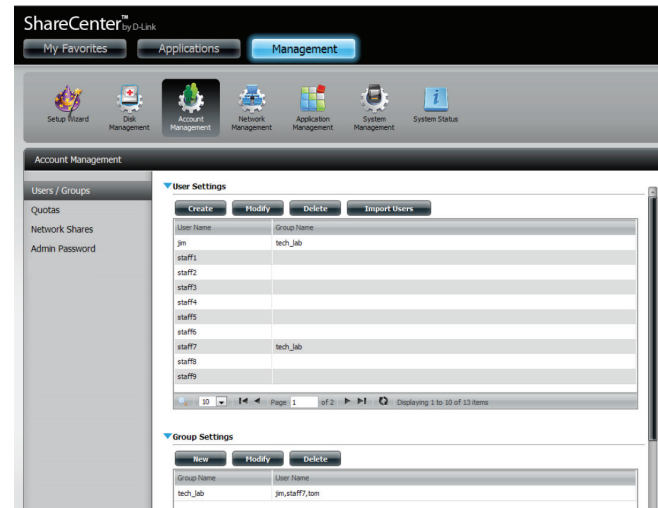 ShareCenter™ by D-Link
My Favorites Applications Management
Setup Wizard Disk Management Account Management Network Management Application Management System Management System Status
Account Management
Users / Groups
Quotas
Network Shares
Admin Password
User Settings
Create Modify Delete Import Users
User Name Group Name
jim tech_lab
staff1
staff2
staff3
staff4
staff5
staff6
staff7 tech_lab
staff8
staff9
10 Page 1 of 2 Displaying 1 to 10 of 13 items
Group Settings
New Modify Delete
Group Name User Name
tech_lab jim,staff7,tom